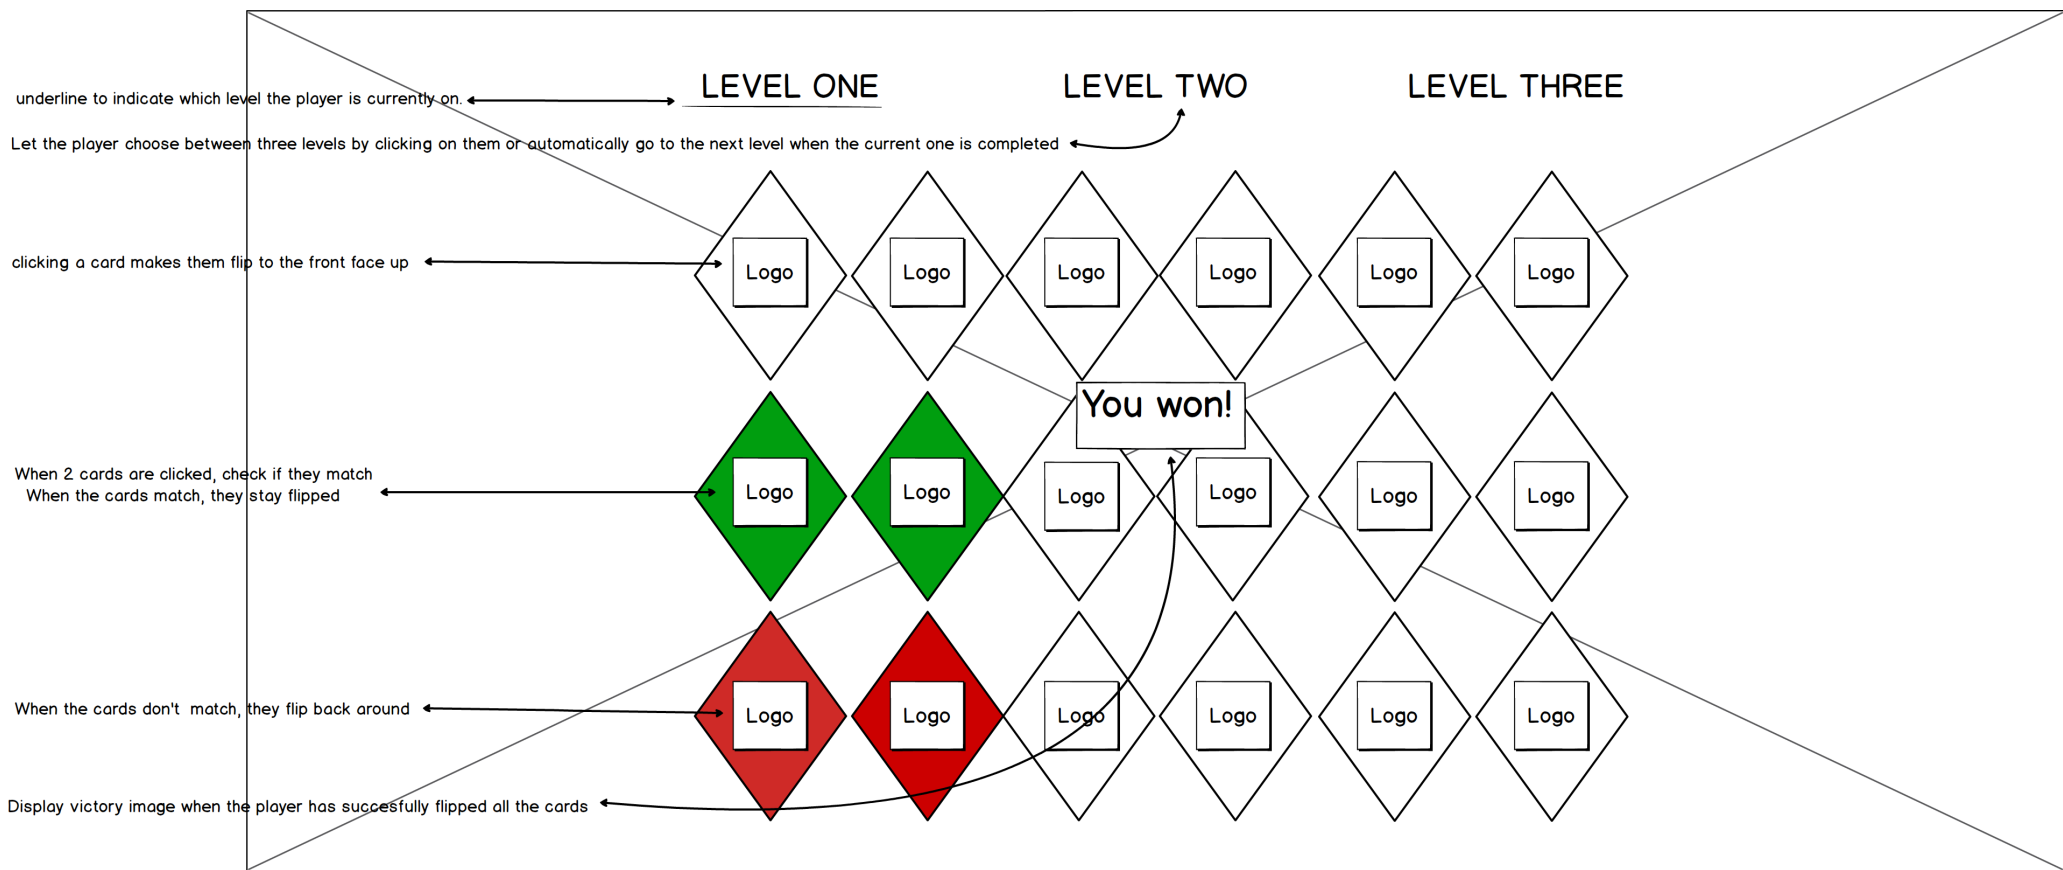 LEVEL ONE LEVEL TWO LEVEL THREE
underline to indicate which level the player is currently on.
Let the player choose between three levels by clicking on them or automatically go to the next level when the current one is completed
clicking a card makes them flip to the front face up
Logo Logo Logo Logo Logo Logo
You won!
When 2 cards are clicked, check if they match
When the cards match, they stay flipped
Logo Logo Logo Logo Logo Logo
When the cards don't match, they flip back around
Logo Logo Logo Logo Logo Logo
Display victory image when the player has succesfully flipped all the cards